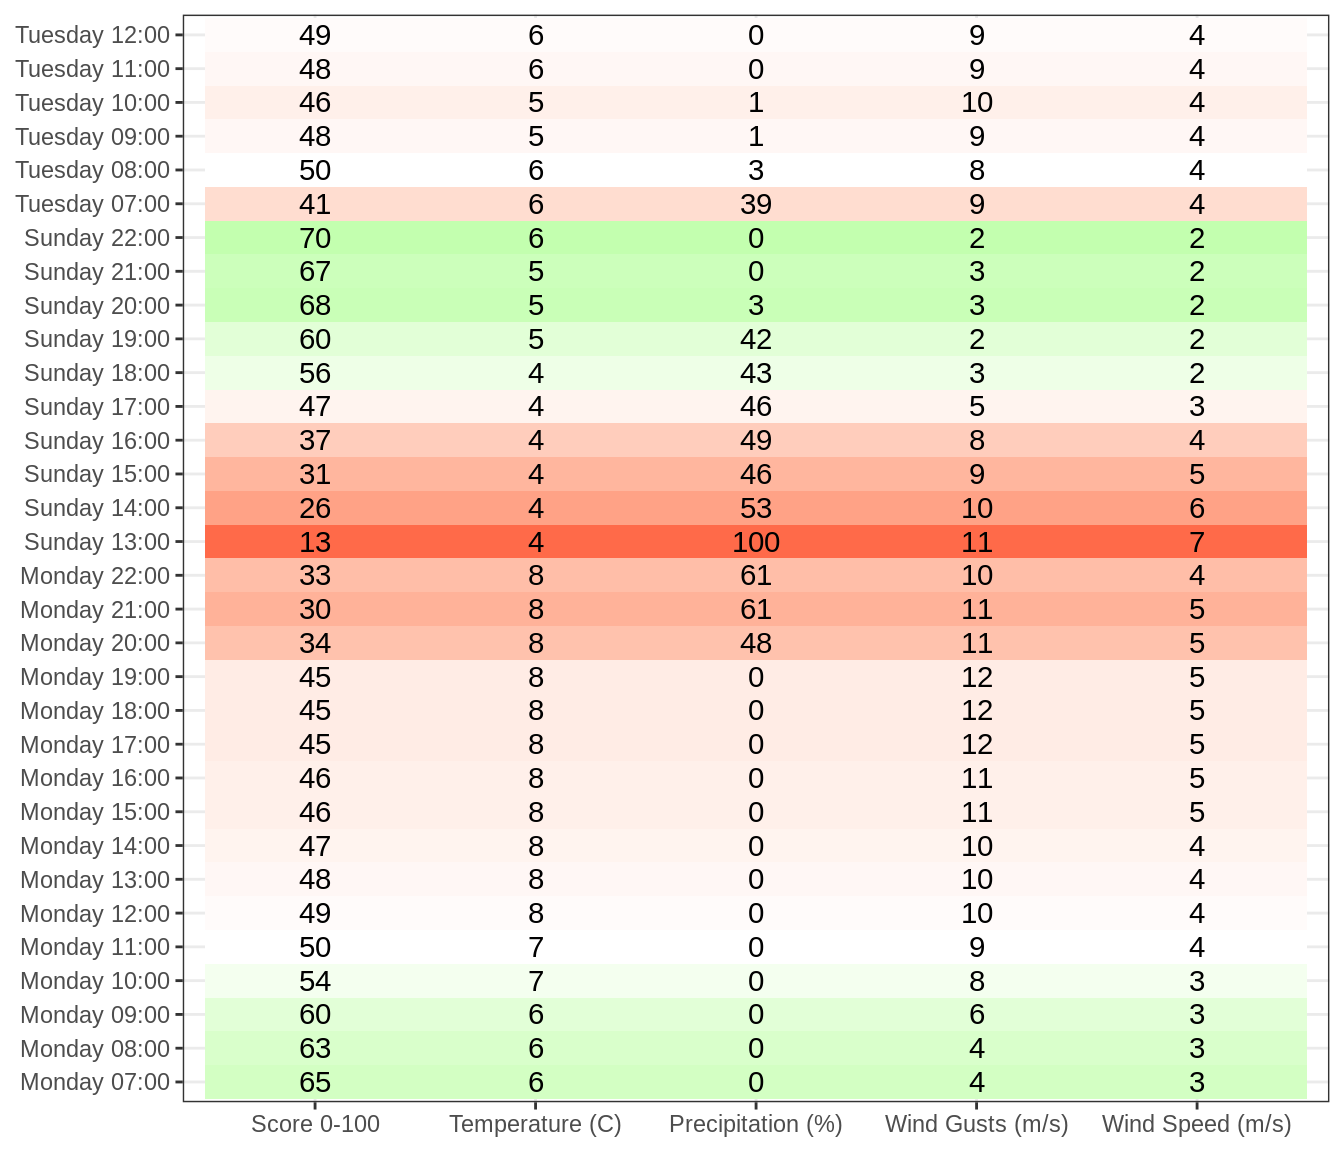 Tuesday 12:00 49 6 0 9 4
Tuesday 11:00 48 6 0 9 4
Tuesday 10:00 46 5 1 10 4
Tuesday 09:00 48 5 1 9 4
Tuesday 08:00 50 6 3 8 4
Tuesday 07:00 41 6 39 9 4
Sunday 22:00 70 6 0 2 2
Sunday 21:00 67 5 0 3 2
Sunday 20:00 68 5 3 3 2
Sunday 19:00 60 5 42 2 2
Sunday 18:00 56 4 43 3 2
Sunday 17:00 47 4 46 5 3
Sunday 16:00 37 4 49 8 4
Sunday 15:00 31 4 46 9 5
Sunday 14:00 26 4 53 10 6
Sunday 13:00 13 4 100 11 7
Monday 22:00 33 8 61 10 4
Monday 21:00 30 8 61 11 5
Monday 20:00 34 8 48 11 5
Monday 19:00 45 8 0 12 5
Monday 18:00 45 8 0 12 5
Monday 17:00 45 8 0 12 5
Monday 16:00 46 8 0 11 5
Monday 15:00 46 8 0 11 5
Monday 14:00 47 8 0 10 4
Monday 13:00 48 8 0 10 4
Monday 12:00 49 8 0 10 4
Monday 11:00 50 7 0 9 4
Monday 10:00 54 7 0 8 3
Monday 09:00 60 6 0 6 3
Monday 08:00 63 6 0 4 3
Monday 07:00 65 6 0 4 3
Score 0-100 Temperature (C) Precipitation (%) Wind Gusts (m/s) Wind Speed (m/s)